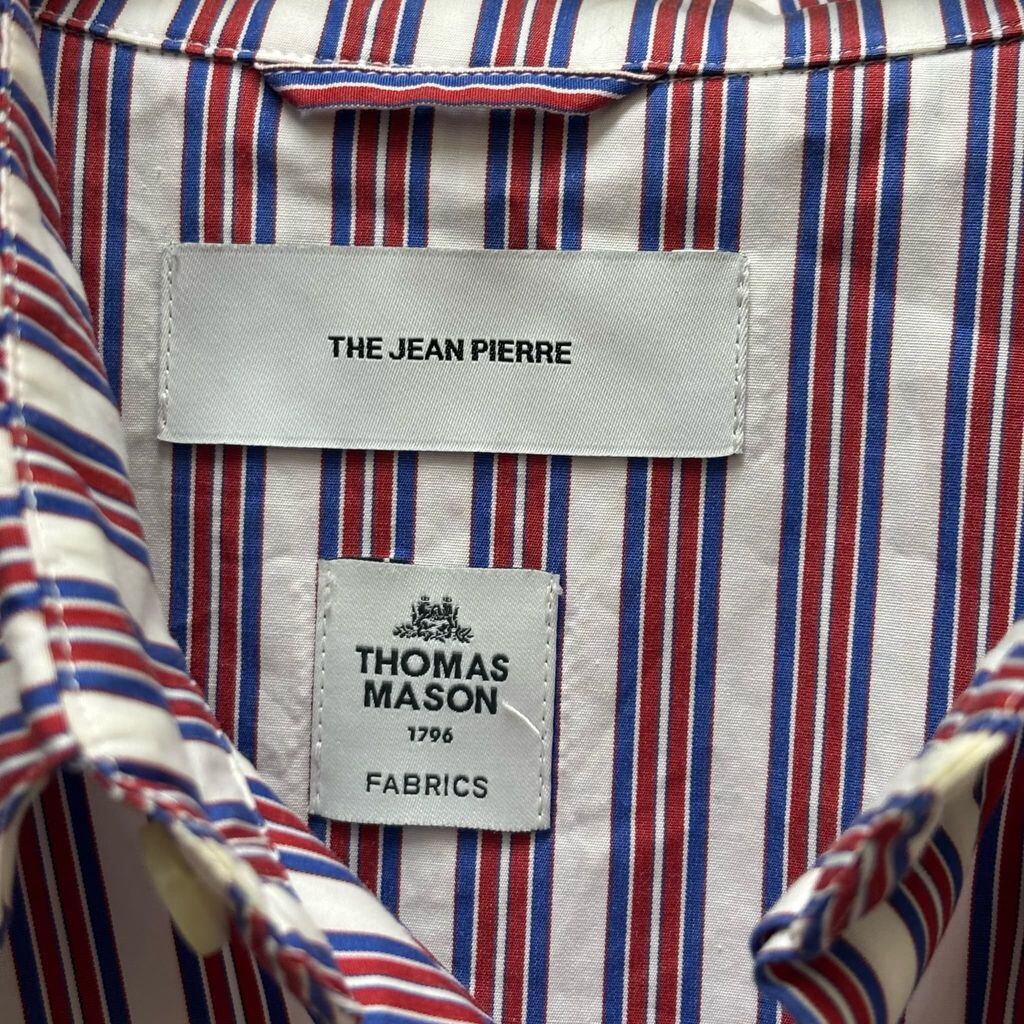 THE JEAN PIERRE
THOMAS
MASON
1796
FABRICS